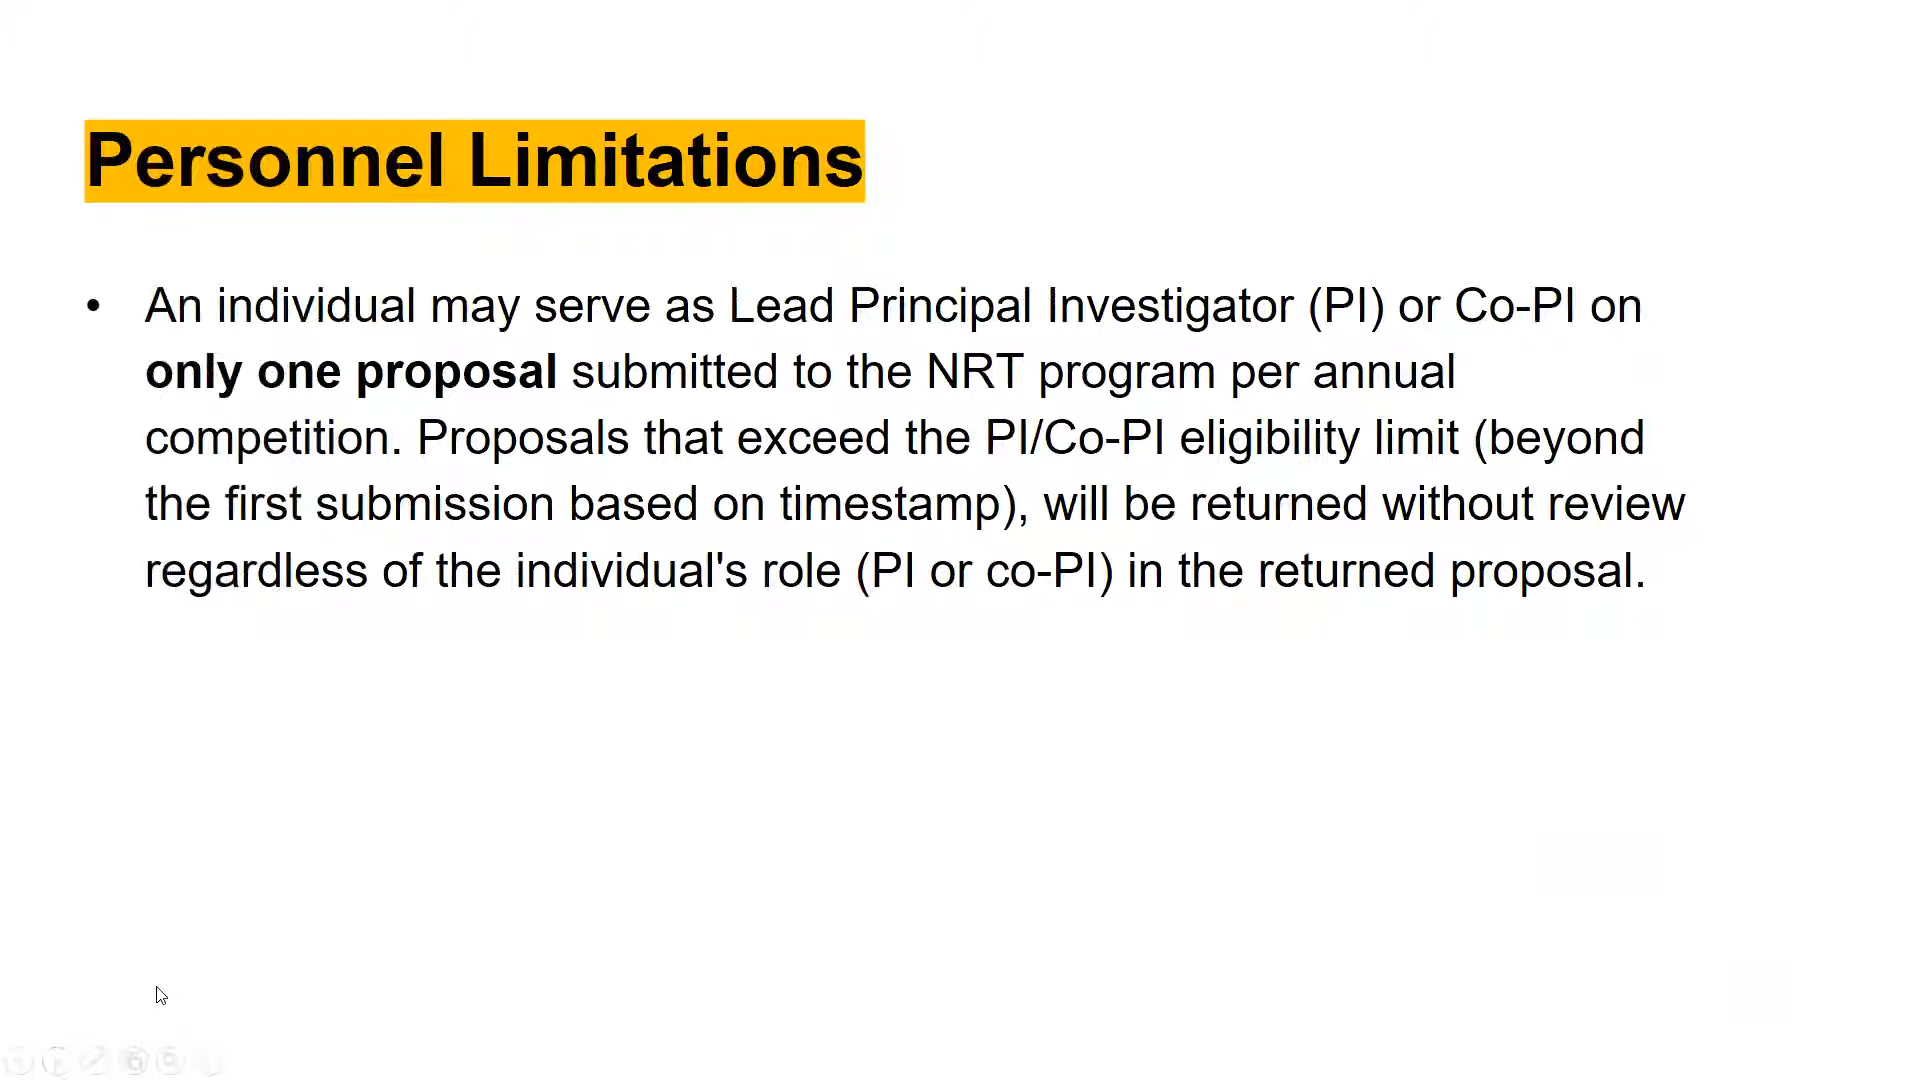 Personnel Limitations
• An individual may serve as Lead Principal Investigator (PI) or Co-PI on
only one proposal submitted to the NRT program per annual
competition. Proposals that exceed the PI/Co-PI eligibility limit (beyond
the first submission based on timestamp), will be returned without review
regardless of the individual's role (PI or co-PI) in the returned proposal.